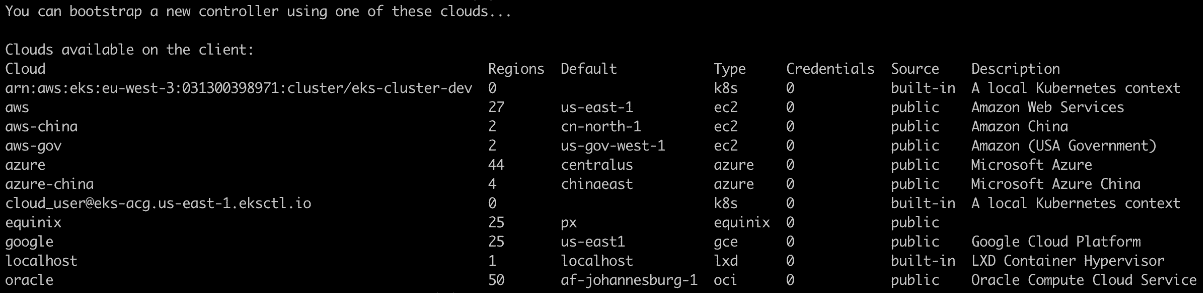 You can bootstrap a new controller using one of these clouds...
Clouds available on the client:
Cloud Regions Default Type Credentials Source Description
arn:aws:eks:eu-west-3:031300398971:cluster/eks-cluster-dev 0 k8s 0 built-in A local Kubernetes context
aws 27 us-east-1 ec2 0 public Amazon Web Services
aws-china 2 cn-north-1 ec2 0 public Amazon China
aws-gov 2 us-gov-west-1 ec2 0 public Amazon (USA Government)
azure 44 centralus azure 0 public Microsoft Azure
azure-china 4 chinaeast azure 0 public Microsoft Azure China
cloud_user@eks-acg.us-east-1.eksctl.io 0 k8s 0 built-in A local Kubernetes context
equinix 25 px equinix 0 public
google 25 us-east1 gce 0 public Google Cloud Platform
localhost 1 localhost lxd 0 built-in LXD Container Hypervisor
oracle 50 af-johannesburg-1 oci 0 public Oracle Compute Cloud Service